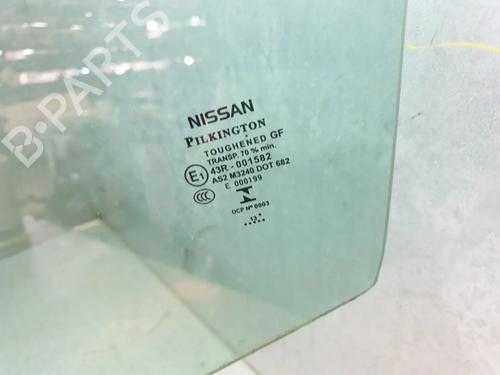 B-PARTS
NISSAN
PILKINGTON
TOUGHENED GF
TRANSP. 70 % min.
E1 43R - 001582
AS2 M3240 DOT 682
E 000199
CCC
OCP Nº 0003